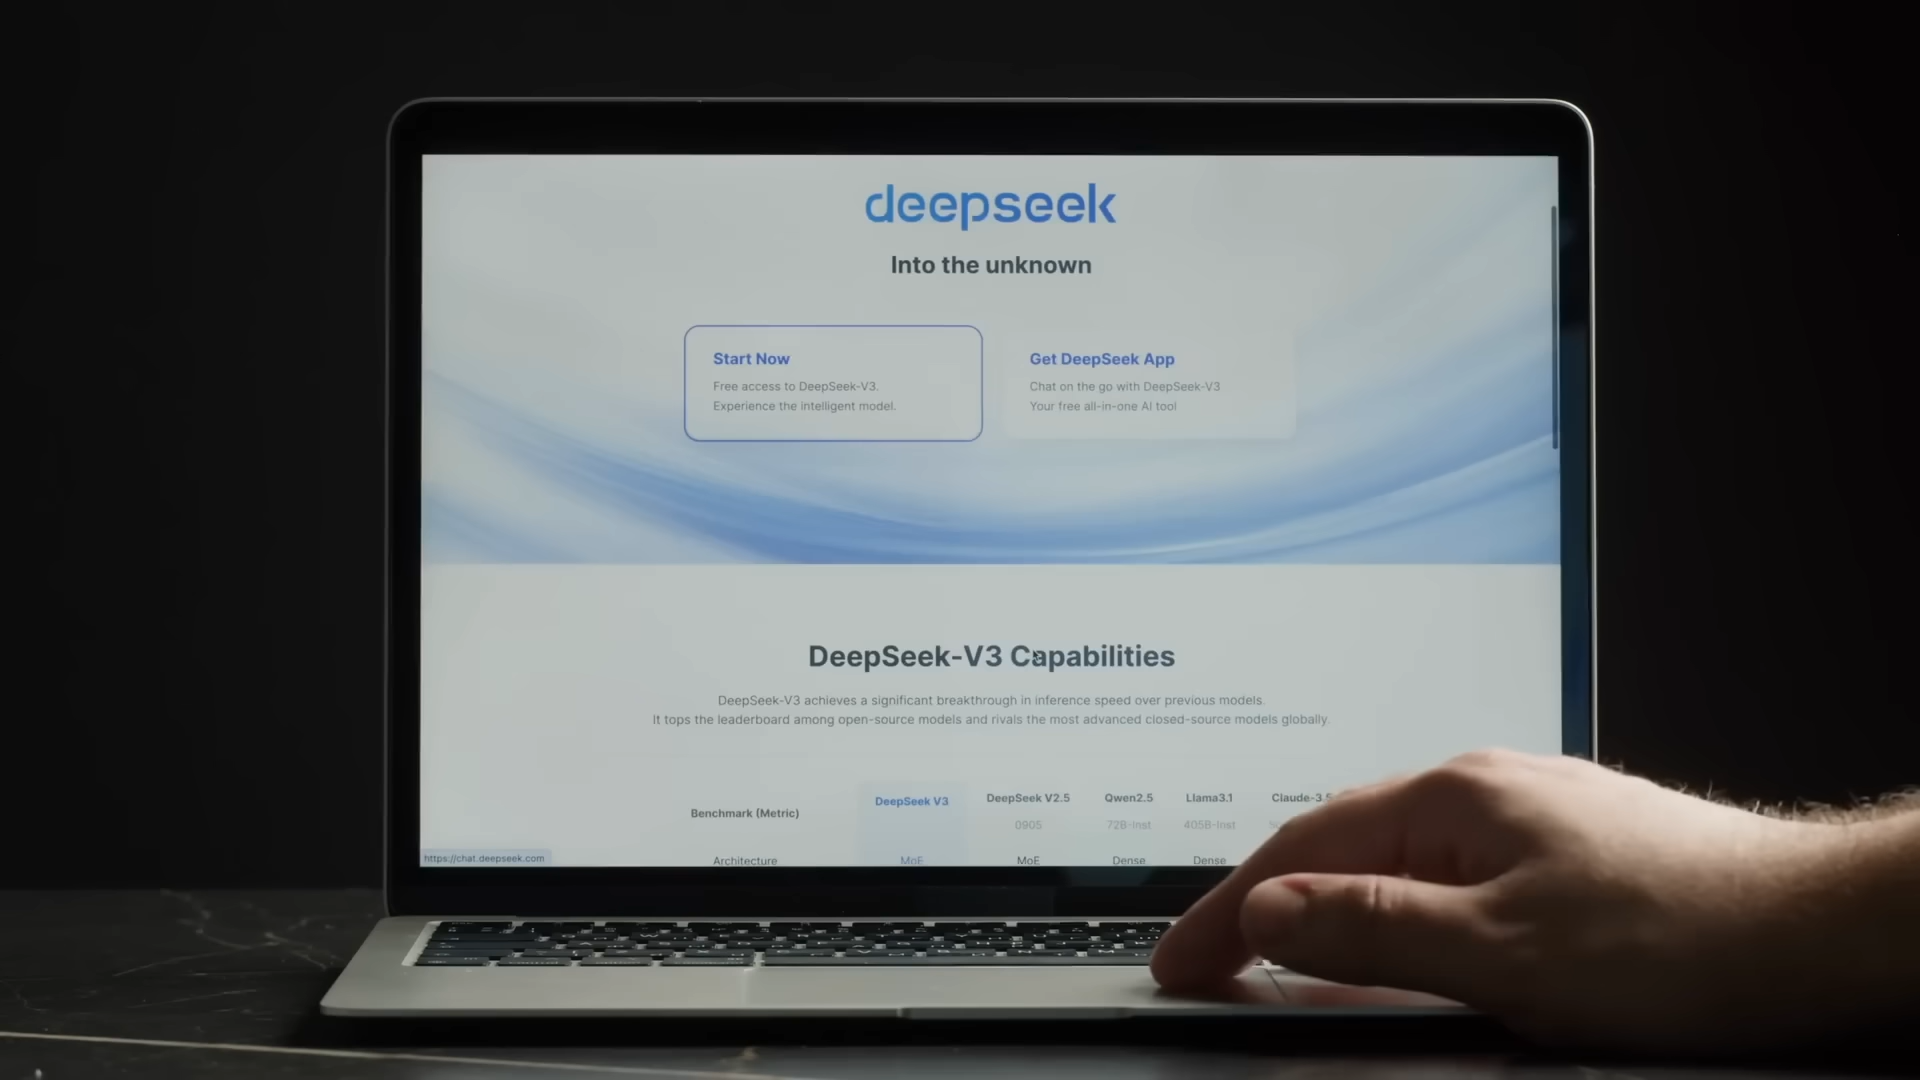 deepseek
Into the unknown
Start Now
Free access to DeepSeek-V3.
Experience the intelligent model.
Get DeepSeek App
Chat on the go with DeepSeek-V3
Your free all-in-one AI tool
DeepSeek-V3 Capabilities
DeepSeek-V3 achieves a significant breakthrough in inference speed over previous models.
It tops the leaderboard among open-source models and rivals the most advanced closed-source models globally.
Benchmark (Metric) DeepSeek V3 DeepSeek V2.5 Qwen2.5 Llama3.1 Claude-3.5
0905 72B-Inst 405B-Inst
Architecture MoE MoE Dense Dense
https://chat.deepseek.com